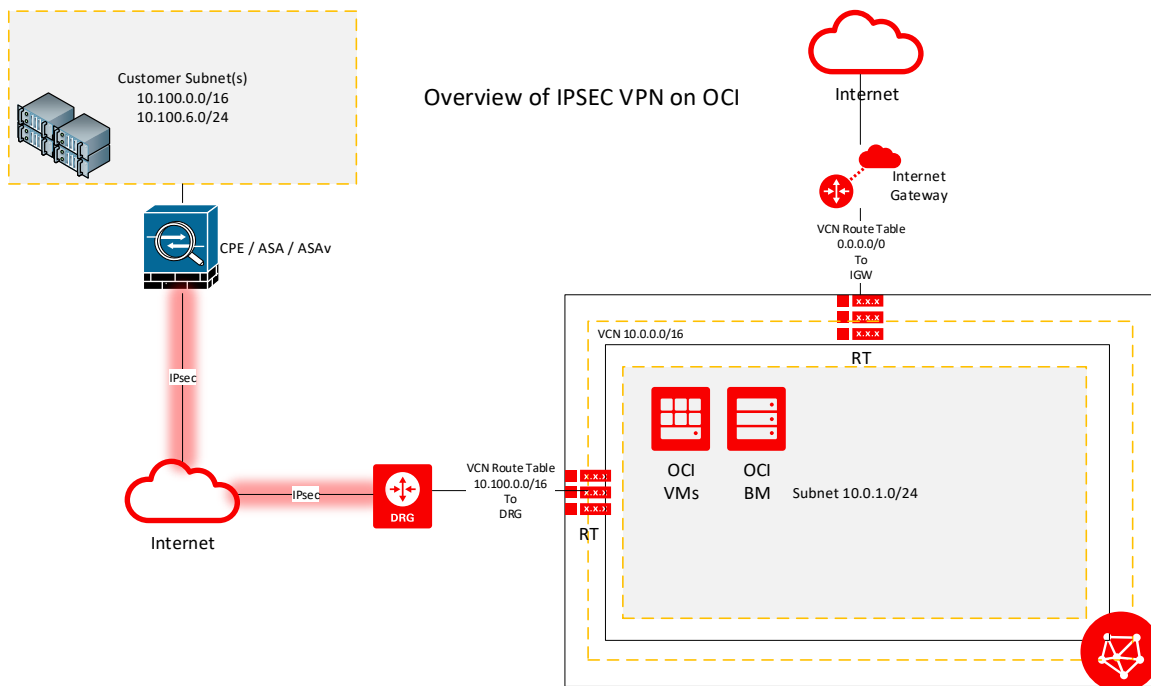 Customer Subnet(s)
10.100.0.0/16
10.100.6.0/24
Overview of IPSEC VPN on OCI
Internet
Internet
Gateway
CPE / ASA / ASAv
VCN Route Table
0.0.0.0/0
To
IGW
x.x.x
x.x.x
x.x.x
VCN 10.0.0.0/16
RT
IPsec
OCI
VMs
OCI
BM
Subnet 10.0.1.0/24
VCN Route Table
10.100.0.0/16
To
DRG
x.x.x
x.x.x
x.x.x
RT
IPsec
DRG
Internet